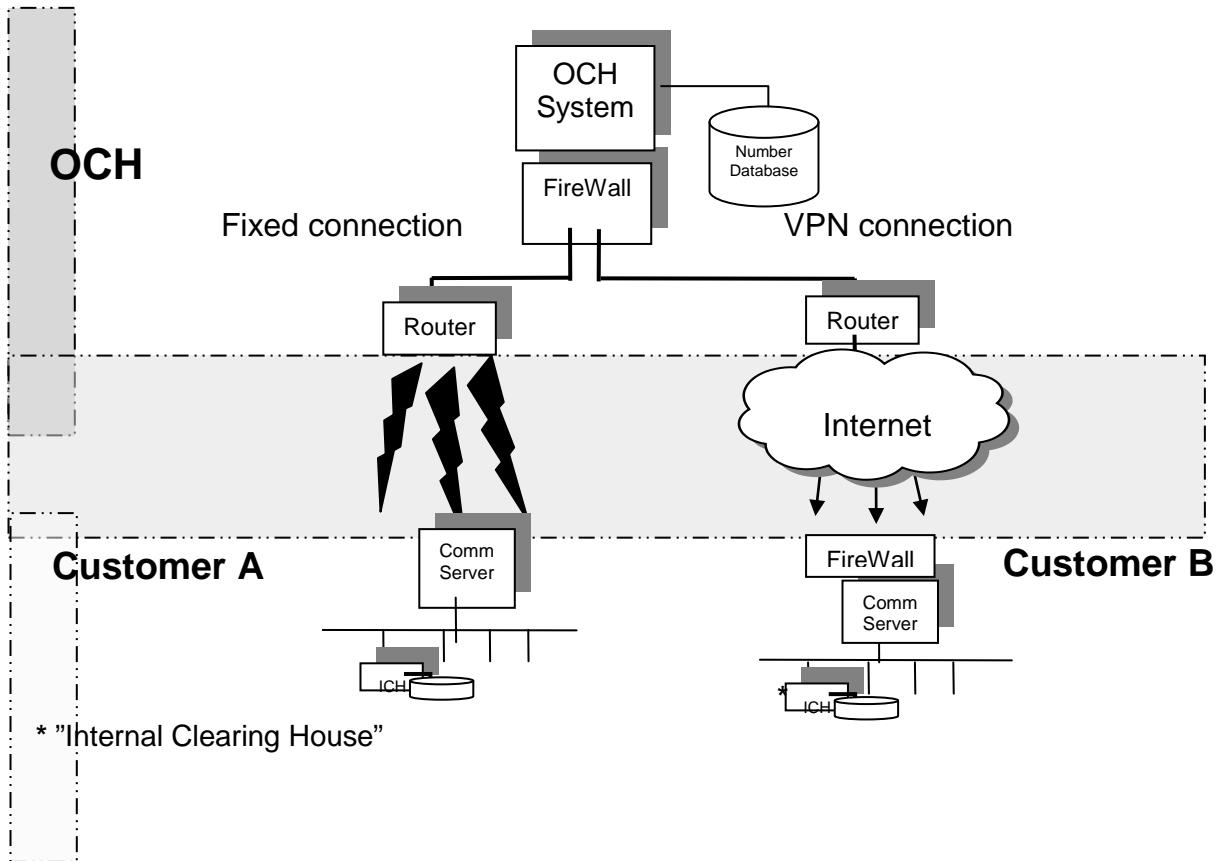 OCH
System
Number
Database
OCH
FireWall
Fixed connection
VPN connection
Router
Router
Internet
Customer A
Comm
Server
FireWall
Customer B
Comm
Server
ICH
*
ICH
* ”Internal Clearing House”